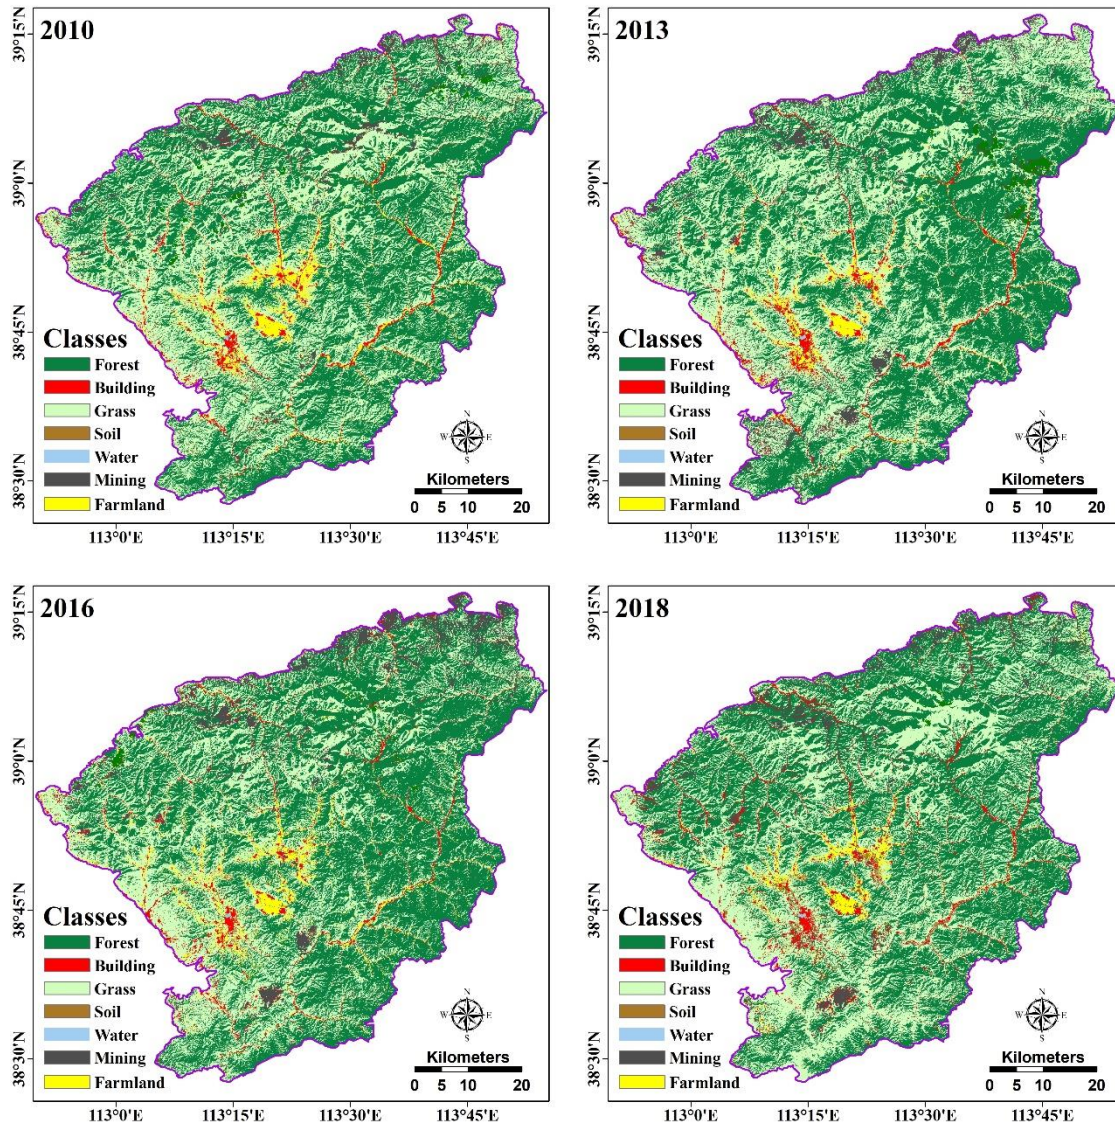 2010
39°15'N
39°0'N
38°45'N
38°30'N
Classes
Forest
Building
Grass
Soil
Water
Mining
Farmland
N
W E
S
Kilometers
0 5 10 20
113°0'E 113°15'E 113°30'E 113°45'E
2013
39°15'N
39°0'N
38°45'N
38°30'N
Classes
Forest
Building
Grass
Soil
Water
Mining
Farmland
N
W E
S
Kilometers
0 5 10 20
113°0'E 113°15'E 113°30'E 113°45'E
2016
39°15'N
39°0'N
38°45'N
38°30'N
Classes
Forest
Building
Grass
Soil
Water
Mining
Farmland
N
W E
S
Kilometers
0 5 10 20
113°0'E 113°15'E 113°30'E 113°45'E
2018
39°15'N
39°0'N
38°45'N
38°30'N
Classes
Forest
Building
Grass
Soil
Water
Mining
Farmland
N
W E
S
Kilometers
0 5 10 20
113°0'E 113°15'E 113°30'E 113°45'E